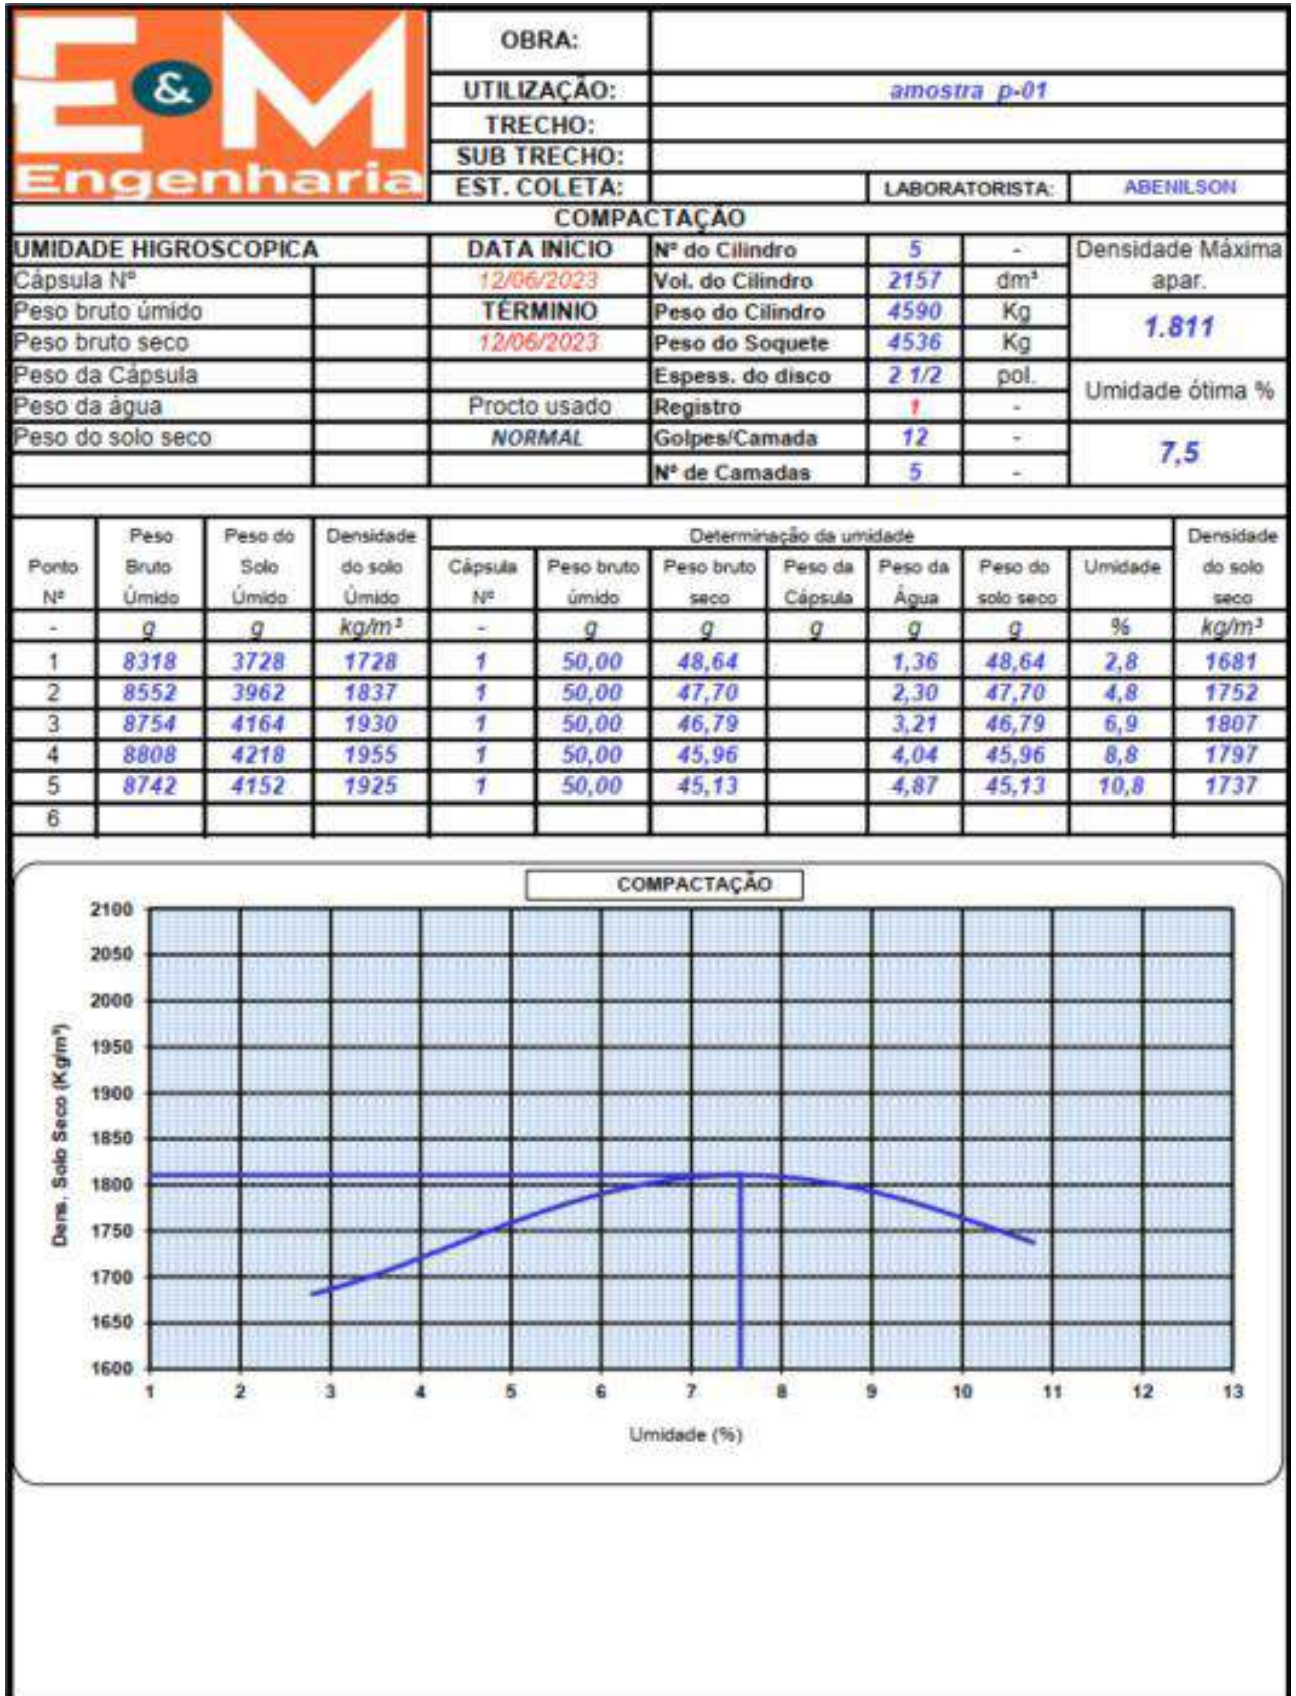 E&M
Engenharia
OBRA:
UTILIZAÇÃO: amostra p-01
TRECHO:
SUB TRECHO:
EST. COLETA: LABORATORISTA: ABENILSON
COMPACTAÇÃO
UMIDADE HIGROSCOPICA DATA INÍCIO Nº do Cilindro 5 - Densidade Máxima
Cápsula Nº 12/06/2023 Vol. do Cilindro 2157 dm³ apar.
Peso bruto úmido TÉRMINIO Peso do Cilindro 4590 Kg 1.811
Peso bruto seco 12/06/2023 Peso do Soquete 4536 Kg
Peso da Cápsula Espess. do disco 2 1/2 pol. Umidade ótima %
Peso da água Procto usado Registro 1 -
Peso do solo seco NORMAL Golpes/Camada 12 - 7,5
Nº de Camadas 5 -
Peso Peso do Densidade Determinação da umidade Densidade
Ponto Bruto Solo do solo Cápsula Peso bruto Peso bruto Peso da Peso da Peso do Umidade do solo
Nº Úmido Úmido Úmido Nº úmido seco Cápsula Água solo seco seco
- g g kg/m³ - g g g g g % kg/m³
1 8318 3728 1728 1 50,00 48,64 1,36 48,64 2,8 1681
2 8552 3962 1837 1 50,00 47,70 2,30 47,70 4,8 1752
3 8754 4164 1930 1 50,00 46,79 3,21 46,79 6,9 1807
4 8808 4218 1955 1 50,00 45,96 4,04 45,96 8,8 1797
5 8742 4152 1925 1 50,00 45,13 4,87 45,13 10,8 1737
6
COMPACTAÇÃO
2100
2050
2000
1950
1900
1850
1800
1750
1700
1650
1600
Dens. Solo Seco (Kg/m³)
1 2 3 4 5 6 7 8 9 10 11 12 13
Umidade (%)